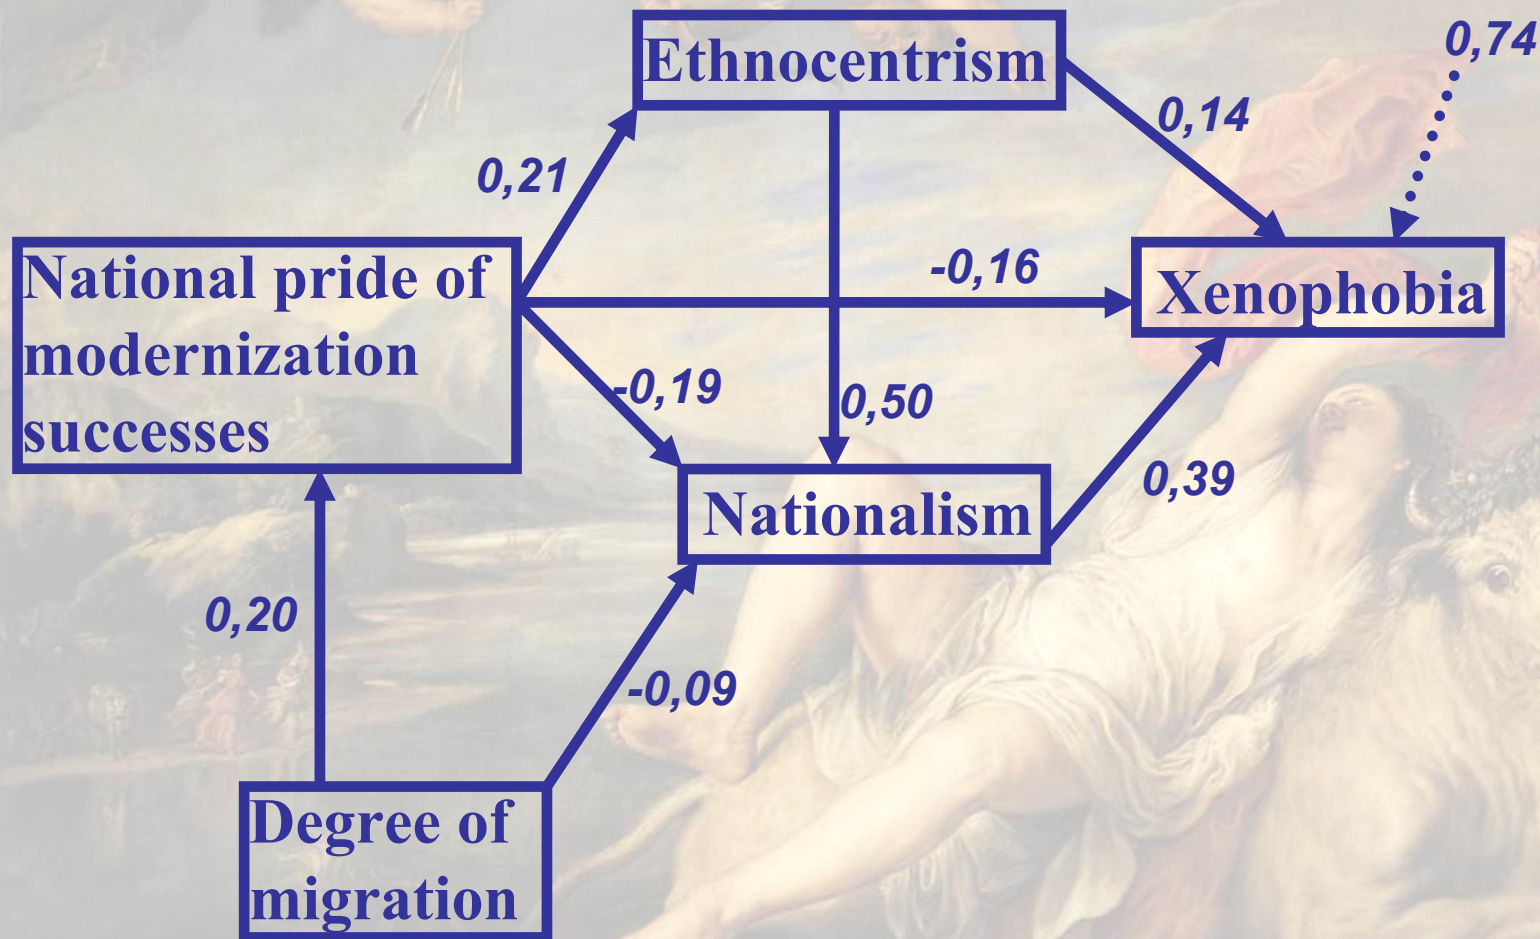 Ethnocentrism
0,74
0,14
0,21
National pride of
modernization
successes
-0,16
Xenophobia
-0,19
0,50
Nationalism
0,39
0,20
-0,09
Degree of
migration